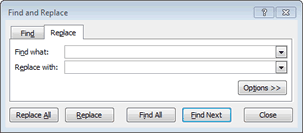 Find and Replace
Find Replace
Find what:
Replace with:
Options >>
Replace All Replace Find All Find Next Close